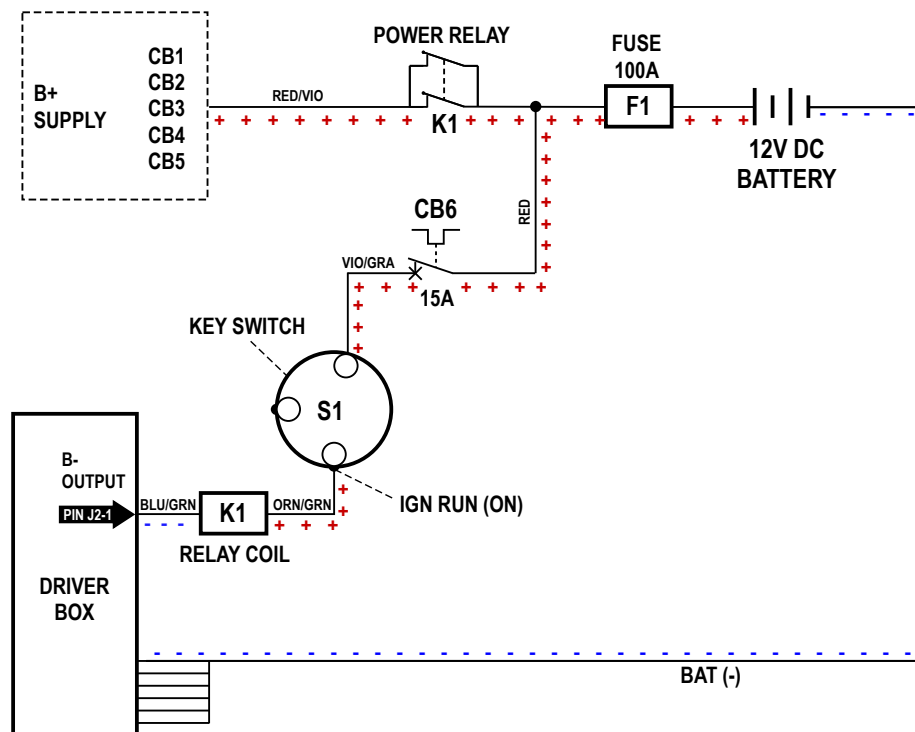 POWER RELAY
FUSE
100A
CB1
CB2
CB3
CB4
CB5
B+
SUPPLY
RED/VIO
K1
F1
12V DC
BATTERY
RED
CB6
VIO/GRA
15A
KEY SWITCH
S1
IGN RUN (ON)
B-
OUTPUT
PIN J2-1
BLU/GRN
K1
ORN/GRN
RELAY COIL
DRIVER
BOX
BAT (-)